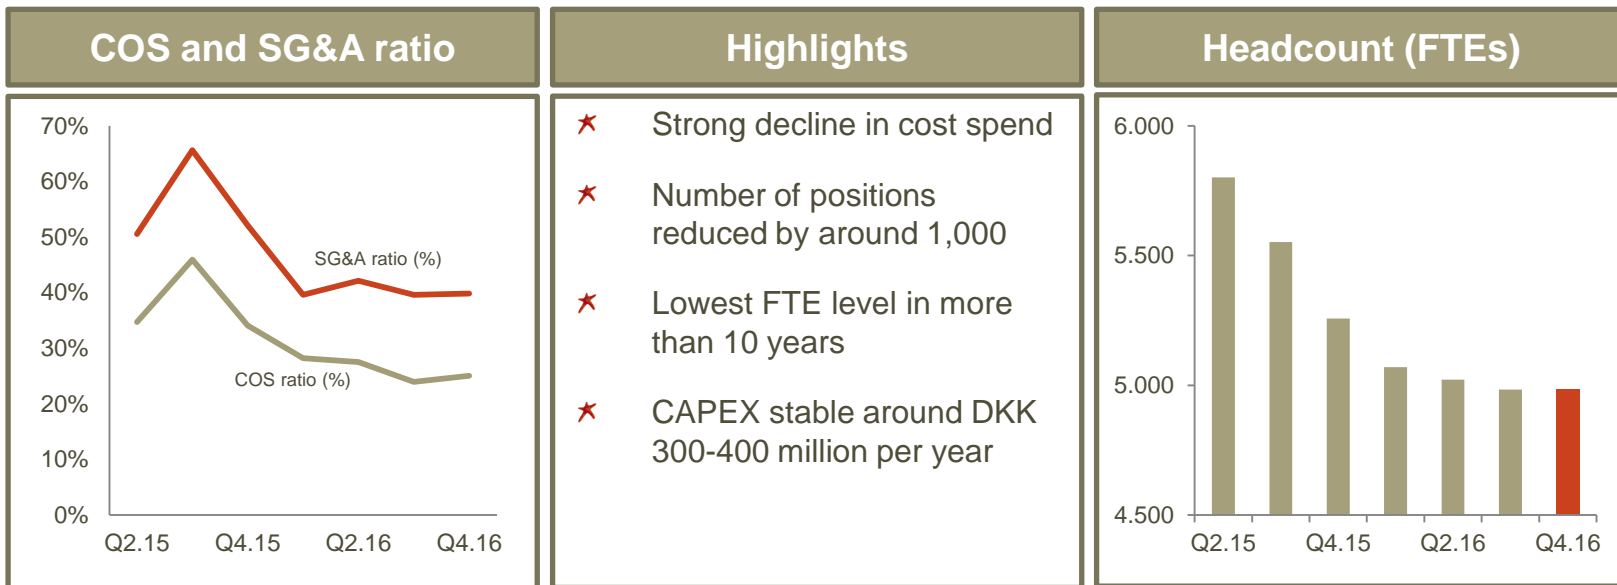 COS and SG&A ratio
70%
60%
50%
40%
30%
20%
10%
0%
SG&A ratio (%)
COS ratio (%)
Q2.15 Q4.15 Q2.16 Q4.16
Highlights
Strong decline in cost spend
Number of positions
reduced by around 1,000
Lowest FTE level in more
than 10 years
CAPEX stable around DKK
300-400 million per year
Headcount (FTEs)
6.000
5.500
5.000
4.500
Q2.15 Q4.15 Q2.16 Q4.16